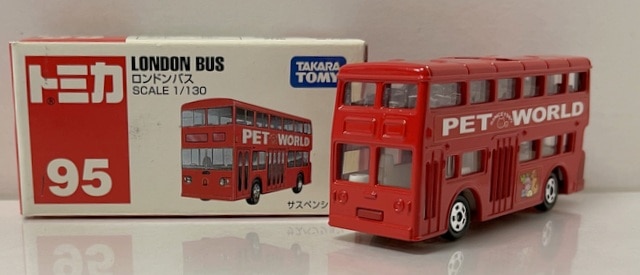 トミカ
®
95
LONDON BUS
ロンドンバス
SCALE 1/130
TAKARA
TOMY
PET WORLD
サスペンシ
PET WORLD